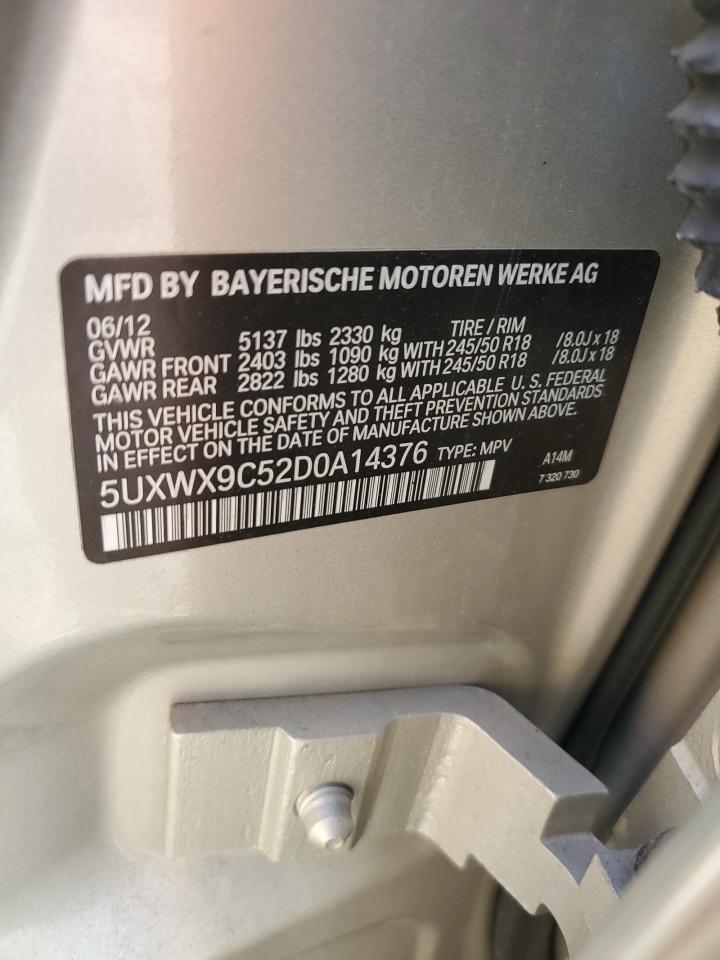 MFD BY BAYERISCHE MOTOREN WERKE AG
06/12 TIRE / RIM
GVWR 5137 lbs 2330 kg
GAWR FRONT 2403 lbs 1090 kg WITH 245/50 R18 /8.0J x 18
GAWR REAR 2822 lbs 1280 kg WITH 245/50 R18 /8.0J x 18
THIS VEHICLE CONFORMS TO ALL APPLICABLE U. S. FEDERAL
MOTOR VEHICLE SAFETY AND THEFT PREVENTION STANDARDS
IN EFFECT ON THE DATE OF MANUFACTURE SHOWN ABOVE.
5UXWX9C52D0A14376 TYPE: MPV A14M
7 320 730